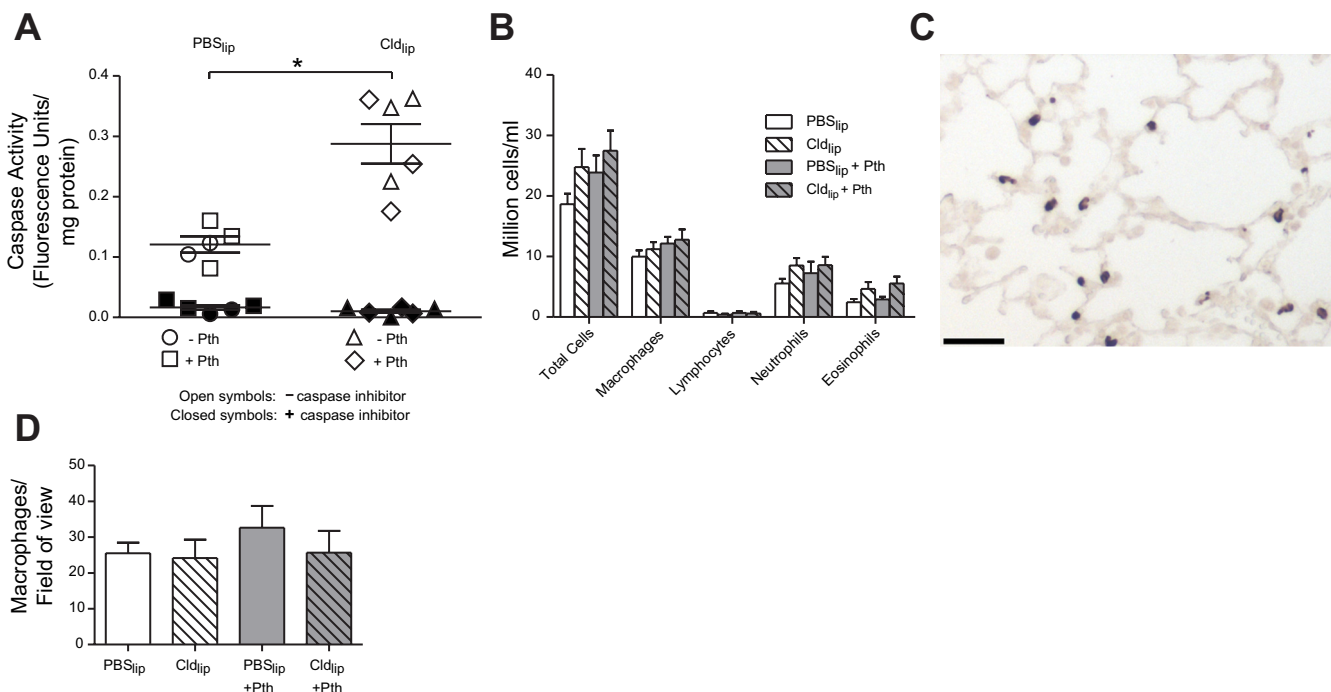 A
PBSlip
Cldlip
*
Caspase Activity
(Fluorescence Units/
mg protein)
0.4
0.3
0.2
0.1
0.0
- Pth
+ Pth
- Pth
+ Pth
Open symbols: − caspase inhibitor
Closed symbols: + caspase inhibitor
B
Million cells/ml
40
30
20
10
0
PBSlip
Cldlip
PBSlip + Pth
Cldlip + Pth
Total Cells
Macrophages
Lymphocytes
Neutrophils
Eosinophils
C
D
Macrophages/
Field of view
50
40
30
20
10
0
PBSlip
Cldlip
PBSlip
+Pth
Cldlip
+Pth